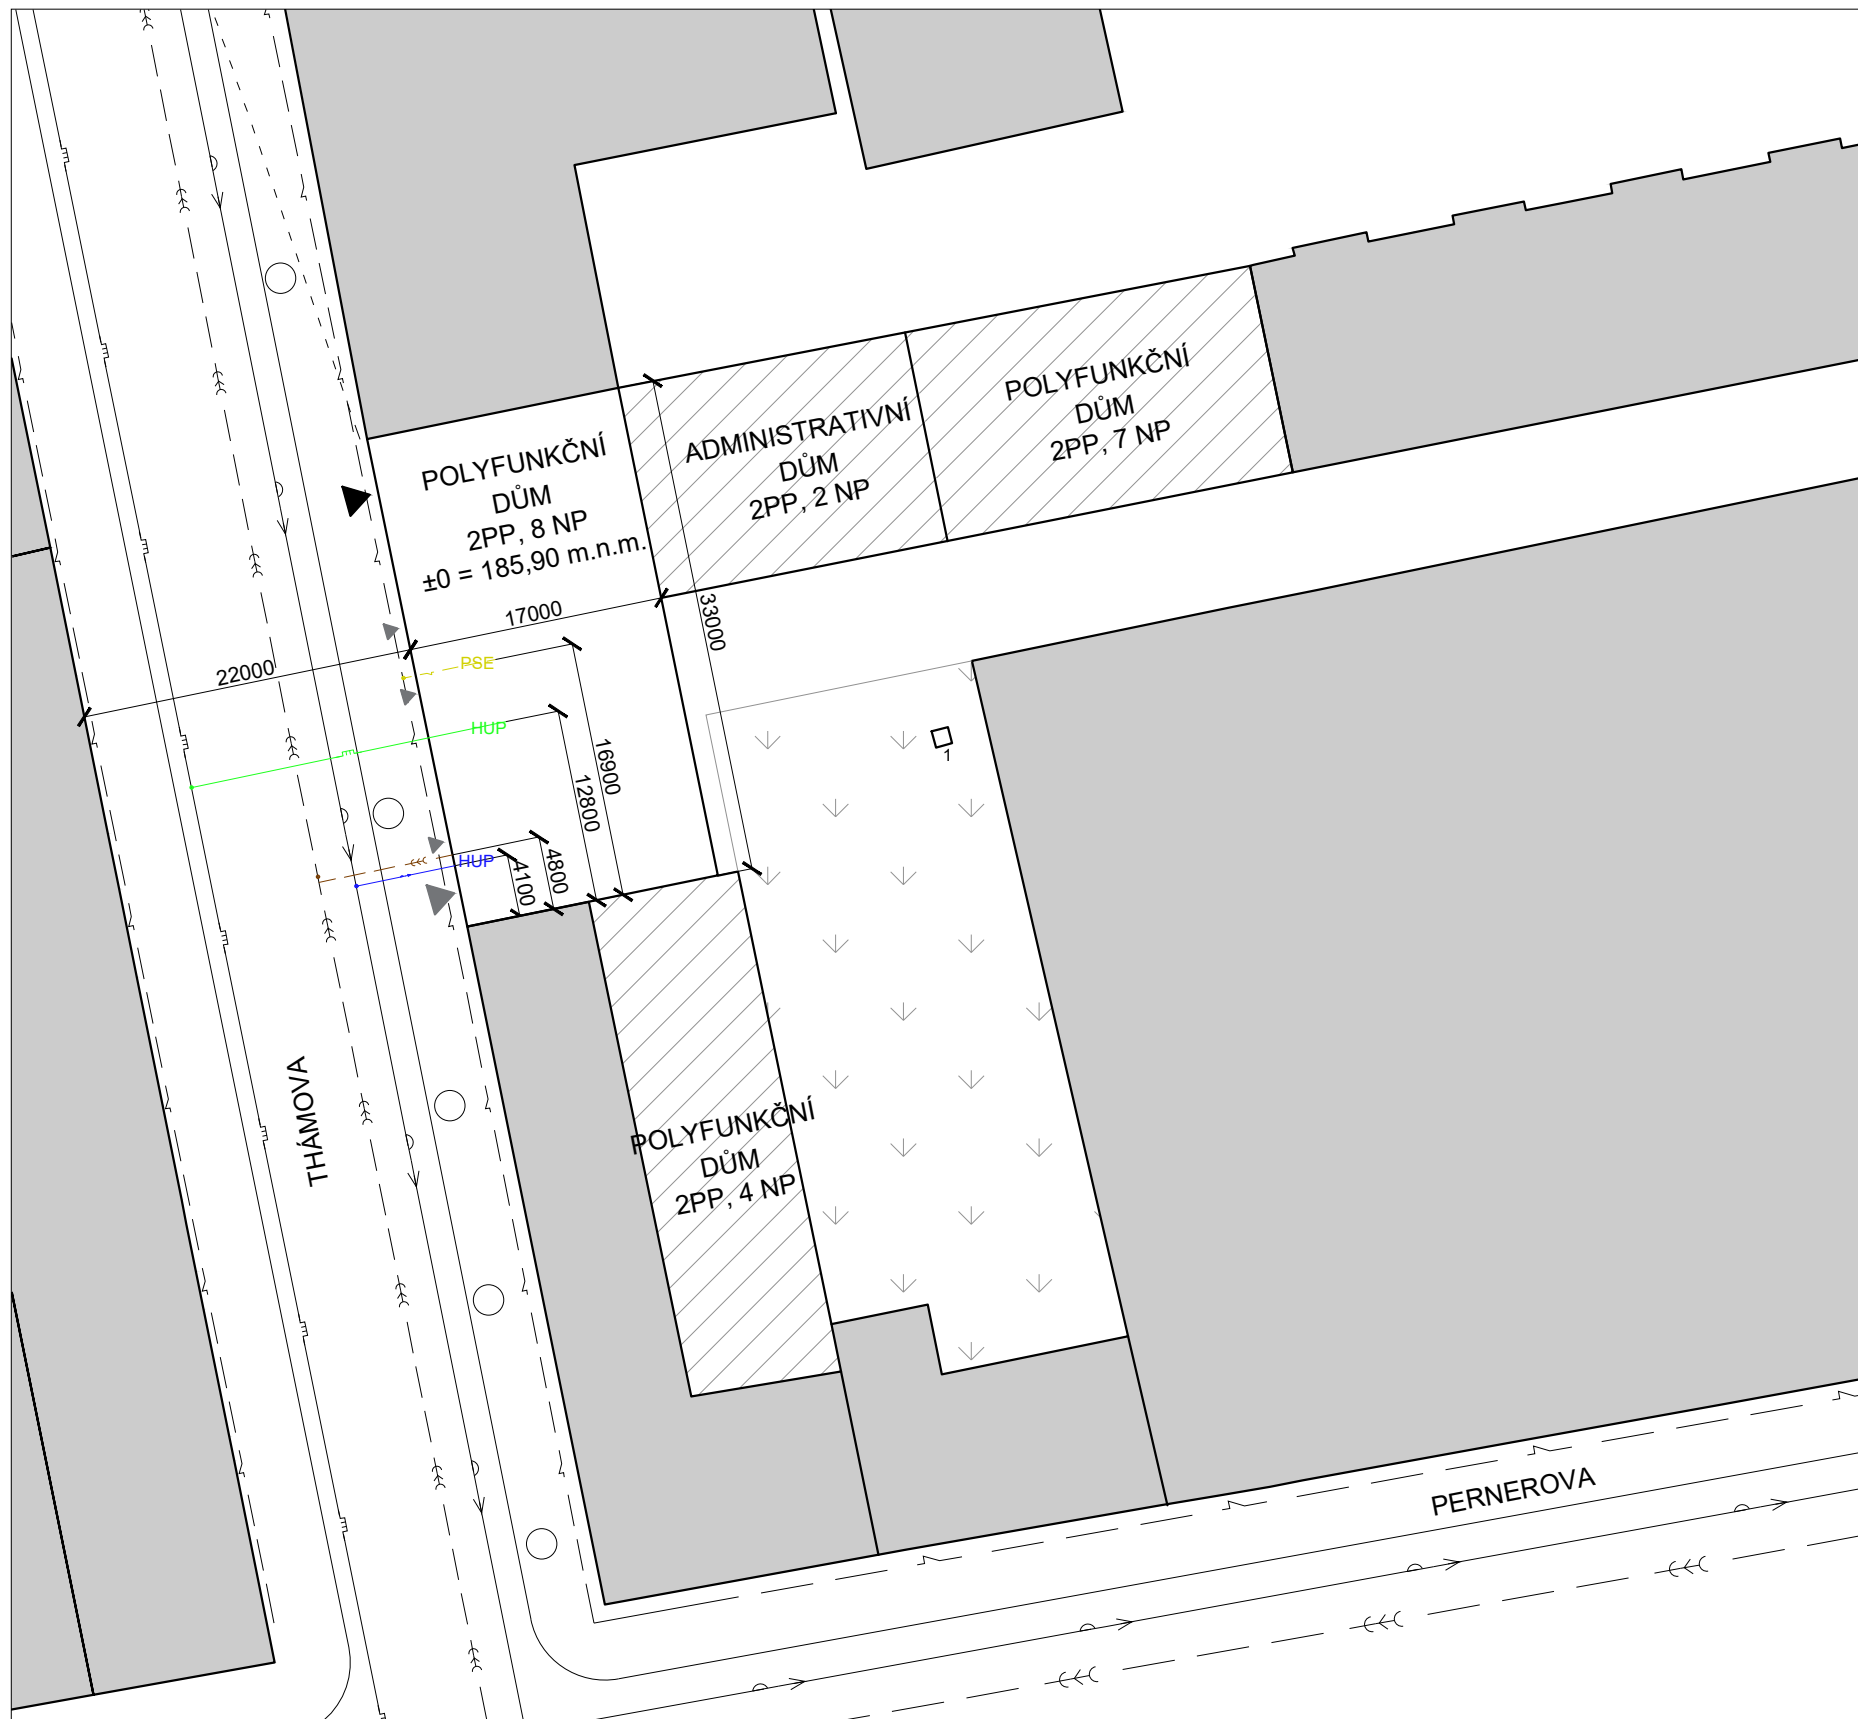 POLYFUNKČNÍ
DŮM
2PP, 7 NP
ADMINISTRATIVNÍ
DŮM
2PP, 2 NP
POLYFUNKČNÍ
DŮM
2PP, 8 NP
±0 = 185,90 m.n.m.
17000
33000
22000
PSE
HUP
16900
12800
1
HUP
4800
4100
THÁMOVA
POLYFUNKČNÍ
DŮM
2PP, 4 NP
PERNEROVA